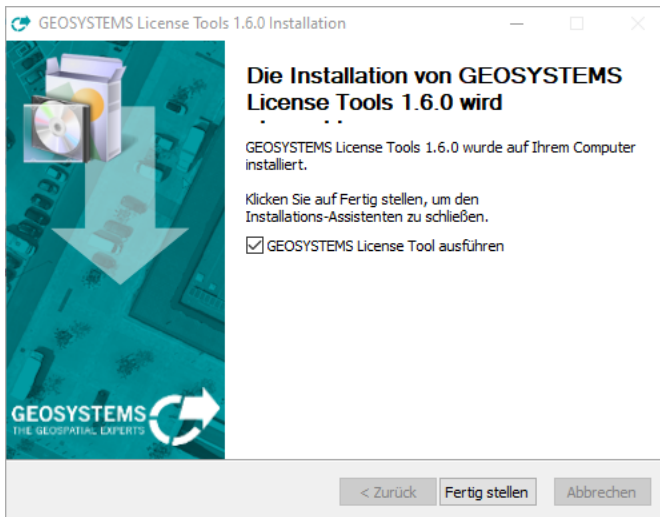 GEOSYSTEMS License Tools 1.6.0 Installation
Die Installation von GEOSYSTEMS
License Tools 1.6.0 wird
GEOSYSTEMS License Tools 1.6.0 wurde auf Ihrem Computer
installiert.
Klicken Sie auf Fertig stellen, um den
Installations-Assistenten zu schließen.
GEOSYSTEMS License Tool ausführen
GEOSYSTEMS
THE GEOSPATIAL EXPERTS
< Zurück
Fertig stellen
Abbrechen